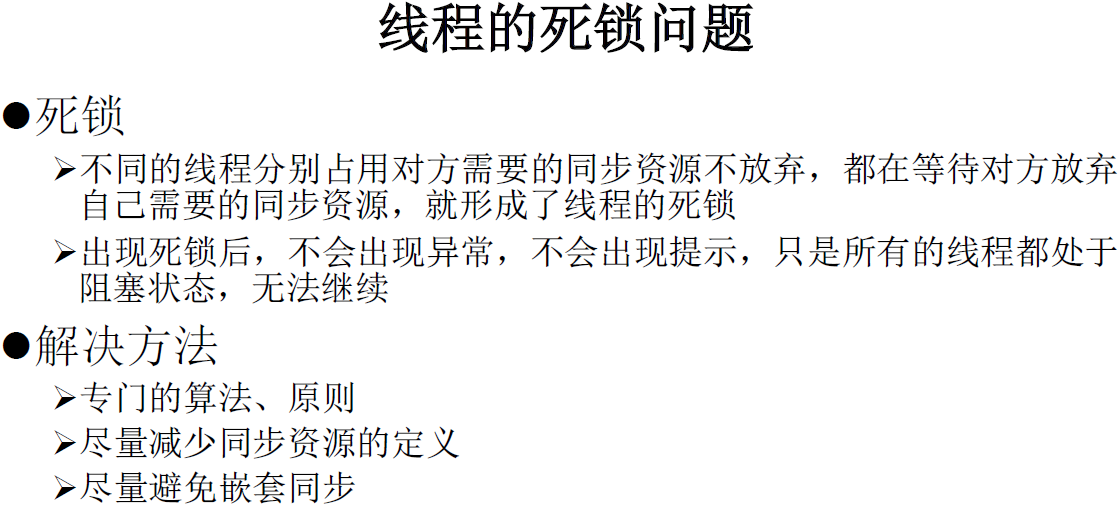 线程的死锁问题
●死锁
➢不同的线程分别占用对方需要的同步资源不放弃，都在等待对方放弃
自己需要的同步资源，就形成了线程的死锁
➢出现死锁后，不会出现异常，不会出现提示，只是所有的线程都处于
阻塞状态，无法继续
●解决方法
➢专门的算法、原则
➢尽量减少同步资源的定义
➢尽量避免嵌套同步